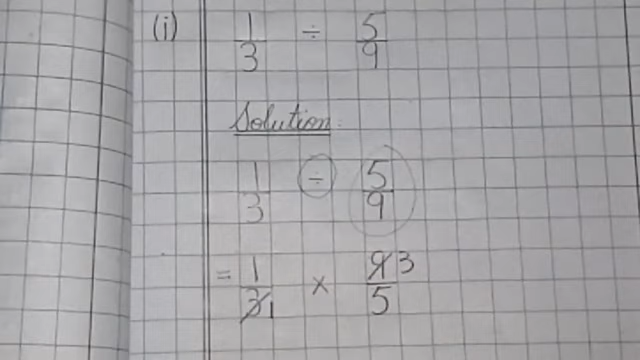 (i) 1/3 ÷ 5/9
Solution:
1/3 ÷ 5/9
= 1/3 1 × 9 3/5